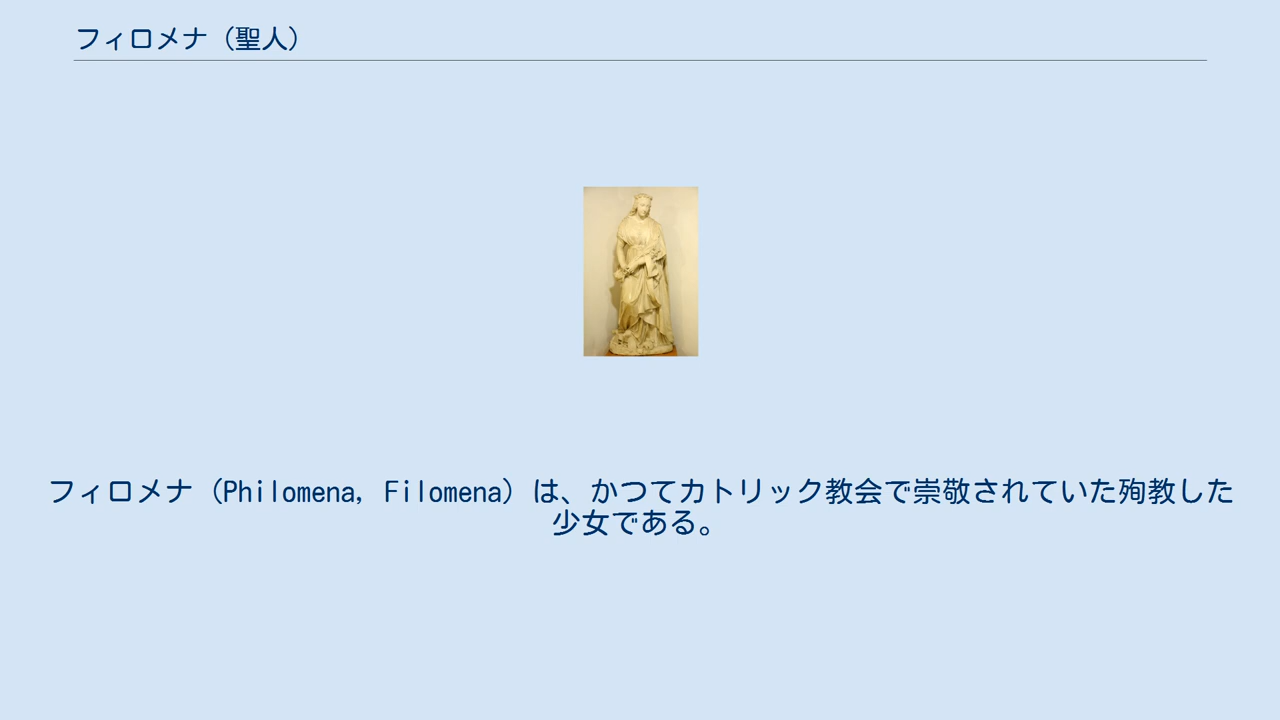 フィロメナ（聖人）
フィロメナ（Philomena, Filomena）は、かつてカトリック教会で崇敬されていた殉教した
少女である。